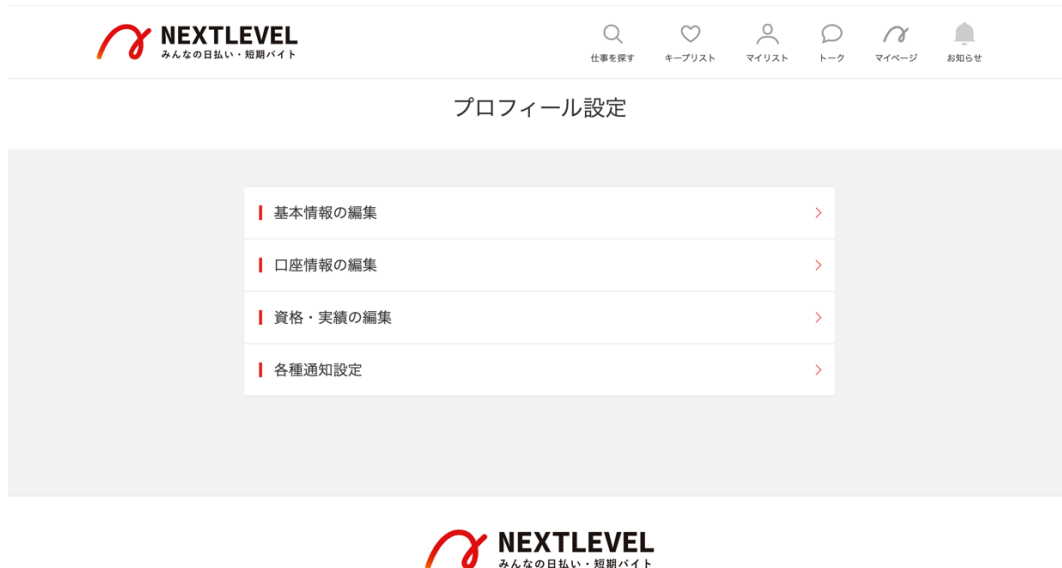 NEXTLEVEL
みんなの日払い・短期バイト
仕事を探す
キープリスト
マイリスト
トーク
マイページ
お知らせ
プロフィール設定
基本情報の編集
口座情報の編集
資格・実績の編集
各種通知設定
NEXTLEVEL
みんなの日払い・短期バイト